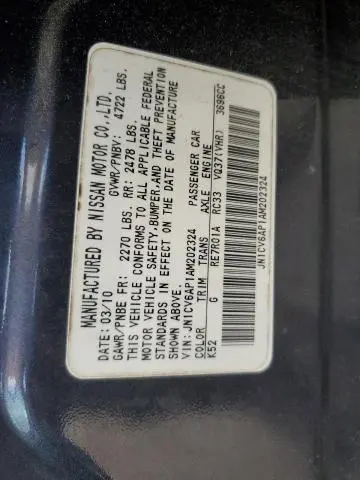 MANUFACTURED BY NISSAN MOTOR CO.,LTD.
DATE: 03/10 GVWR/PNBV: 4722 LBS.
GAWR/PNBE FR: 2270 LBS. RR: 2478 LBS.
THIS VEHICLE CONFORMS TO ALL APPLICABLE FEDERAL
MOTOR VEHICLE SAFETY,BUMPER,AND THEFT PREVENTION
STANDARDS IN EFFECT ON THE DATE OF MANUFACTURE
SHOWN ABOVE.
VIN: JN1CV6AP1AM202324 PASSENGER CAR
COLOR TRIM TRANS AXLE ENGINE
K52 G RE7R01A RC33 VQ37(VHR) 3696CC
JN1CV6AP1AM202324